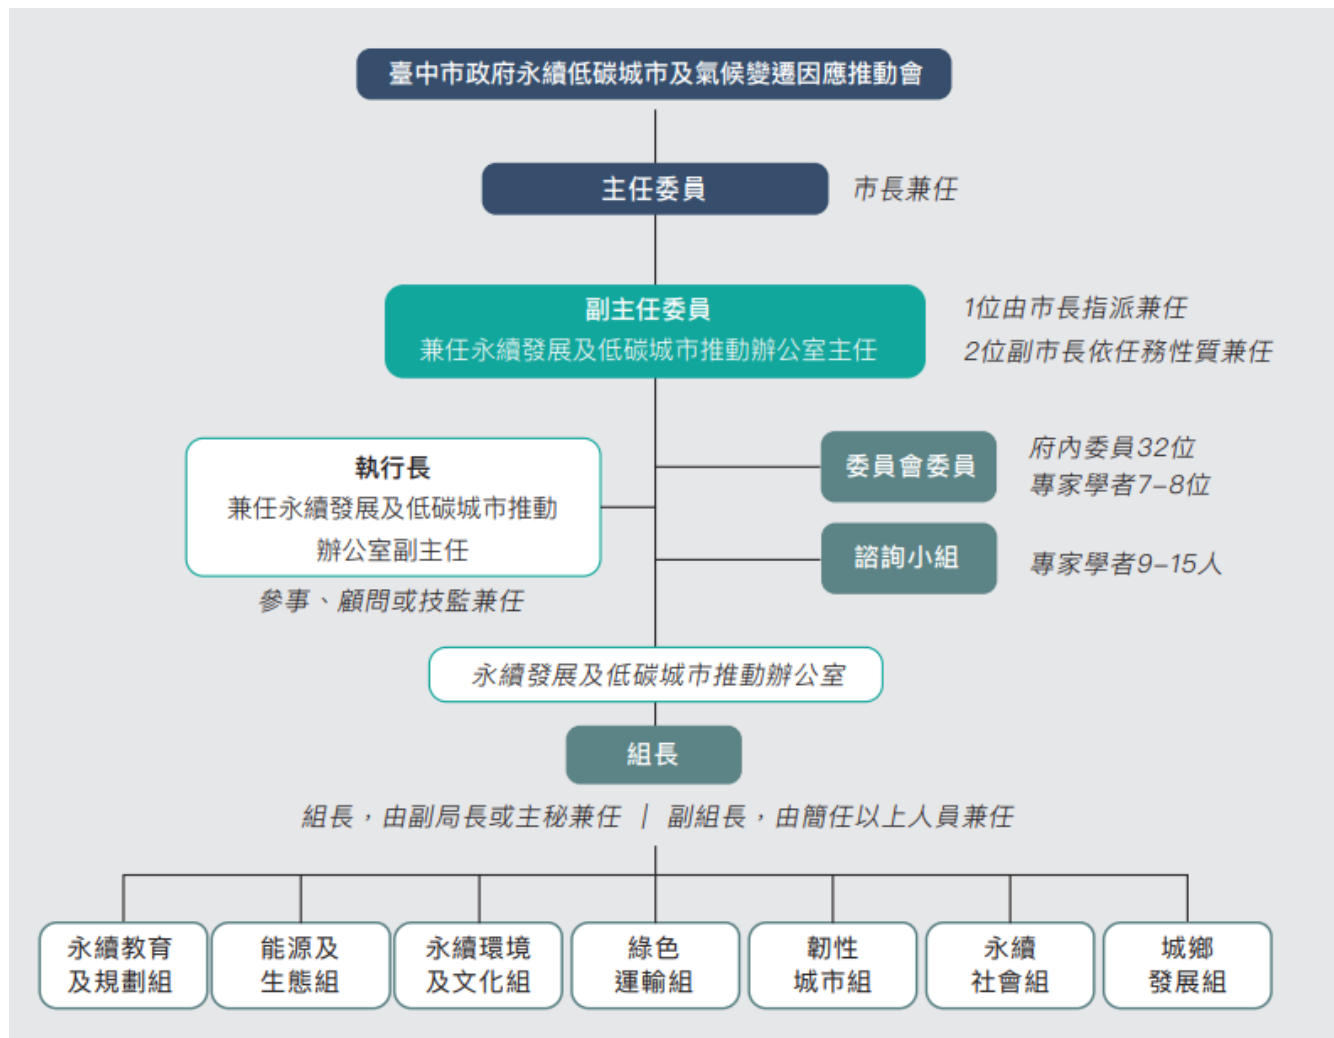 臺中市政府永續低碳城市及氣候變遷因應推動會
主任委員
市長兼任
副主任委員
兼任永續發展及低碳城市推動辦公室主任
1位由市長指派兼任
2位副市長依任務性質兼任
執行長
兼任永續發展及低碳城市推動
辦公室副主任
參事、顧問或技監兼任
委員會委員
府內委員32位
專家學者7–8位
諮詢小組
專家學者9–15人
永續發展及低碳城市推動辦公室
組長
組長，由副局長或主秘兼任 | 副組長，由簡任以上人員兼任
永續教育
及規劃組
能源及
生態組
永續環境
及文化組
綠色
運輸組
韌性
城市組
永續
社會組
城鄉
發展組